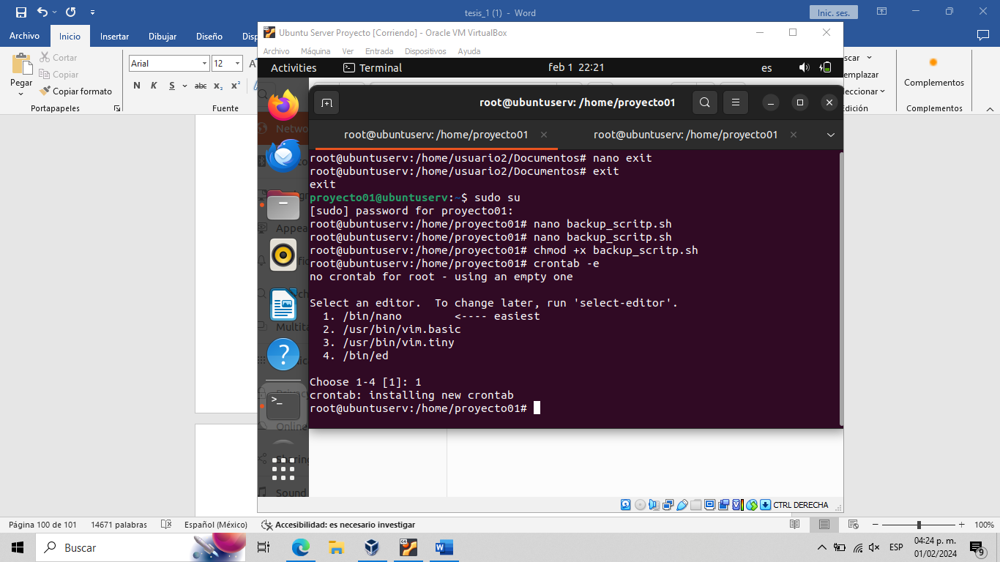 tesis_1 (1) - Word
Inic. ses.
Archivo
Inicio
Insertar
Dibujar
Diseño
Cortar
Copiar
Copiar formato
Pegar
Portapapeles
Arial
12
N K S abc x₂ x²
Fuente
Complementos
Complementos
Ubuntu Server Proyecto [Corriendo] - Oracle VM VirtualBox
Archivo Máquina Ver Entrada Dispositivos Ayuda
Activities
Terminal
feb 1 22:21
es
root@ubuntuserv: /home/proyecto01
root@ubuntuserv: /home/proyecto01
root@ubuntuserv: /home/proyecto01
root@ubuntuserv:/home/usuario2/Documentos# nano exit
root@ubuntuserv:/home/usuario2/Documentos# exit
exit
proyecto01@ubuntuserv:~$ sudo su
[sudo] password for proyecto01:
root@ubuntuserv:/home/proyecto01# nano backup_scritp.sh
root@ubuntuserv:/home/proyecto01# nano backup_scritp.sh
root@ubuntuserv:/home/proyecto01# chmod +x backup_scritp.sh
root@ubuntuserv:/home/proyecto01# crontab -e
no crontab for root - using an empty one
Select an editor.  To change later, run 'select-editor'.
1. /bin/nano        <---- easiest
2. /usr/bin/vim.basic
3. /usr/bin/vim.tiny
4. /bin/ed
Choose 1-4 [1]: 1
crontab: installing new crontab
root@ubuntuserv:/home/proyecto01#
Sharing
Sound
CTRL DERECHA
Página 100 de 101
14671 palabras
Español (México)
Accesibilidad: es necesario investigar
100%
Buscar
ESP
04:24 p. m.
01/02/2024
9